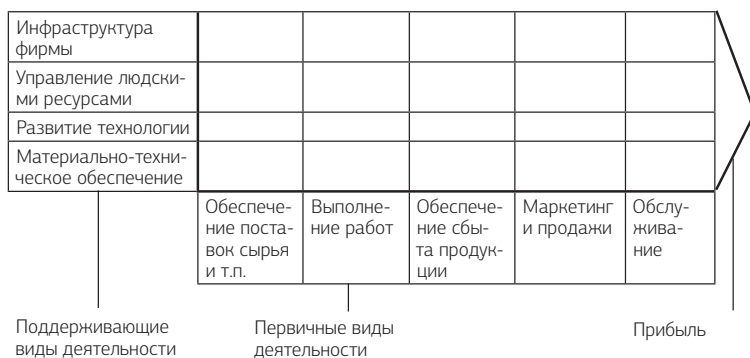 Инфраструктура
фирмы
Управление людски-
ми ресурсами
Развитие технологии
Материально-техни-
ческое обеспечение
Обеспече-
ние поста-
вок сырья
и т.п.
Выполне-
ние работ
Обеспече-
ние сбы-
та продук-
ции
Маркетинг
и продажи
Обслу-
жива-
ние
Поддерживающие
виды деятельности
Первичные виды
деятельности
Прибыль